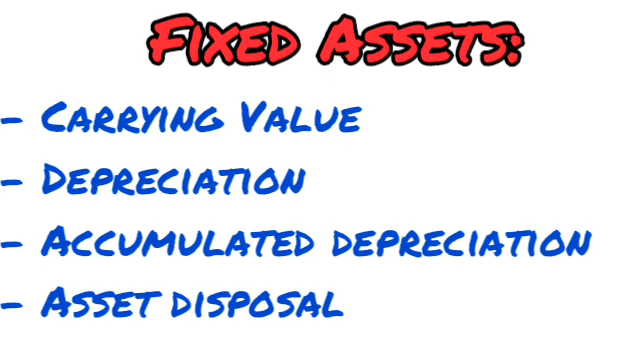 Fixed Assets:
- Carrying Value
- Depreciation
- Accumulated depreciation
- Asset disposal